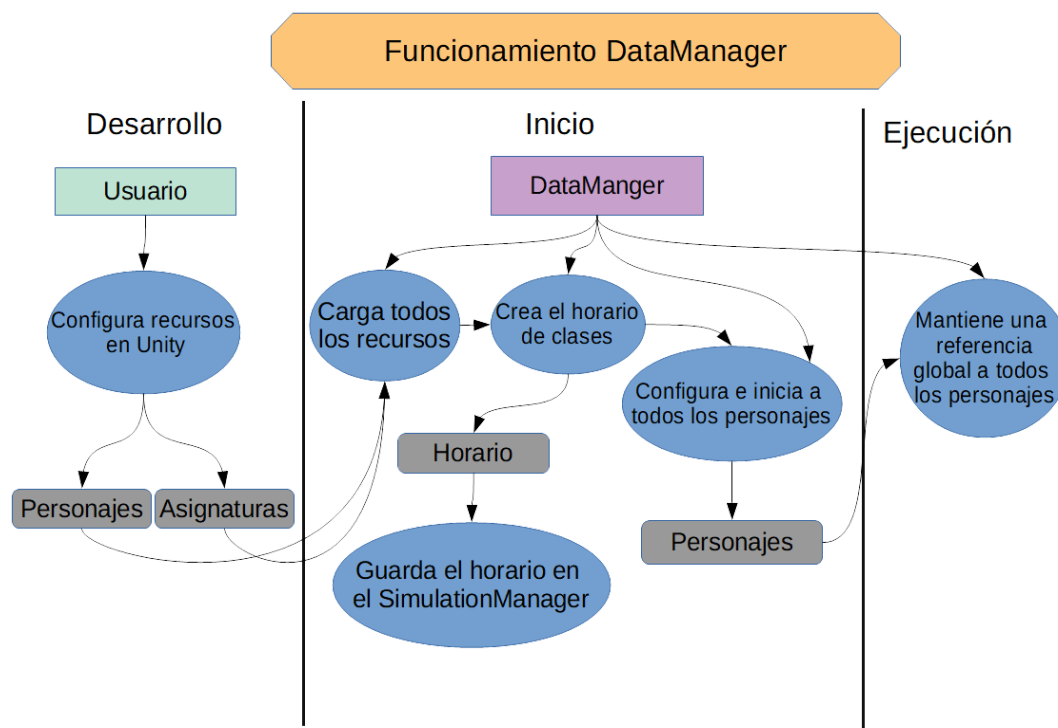 Funcionamiento DataManager
Desarrollo
Inicio
Ejecución
Usuario
DataManger
Configura recursos
en Unity
Carga todos
los recursos
Crea el horario
de clases
Configura e inicia a
todos los personajes
Mantiene una
referencia
global a todos
los personajes
Personajes
Asignaturas
Horario
Personajes
Guarda el horario en
el SimulationManager